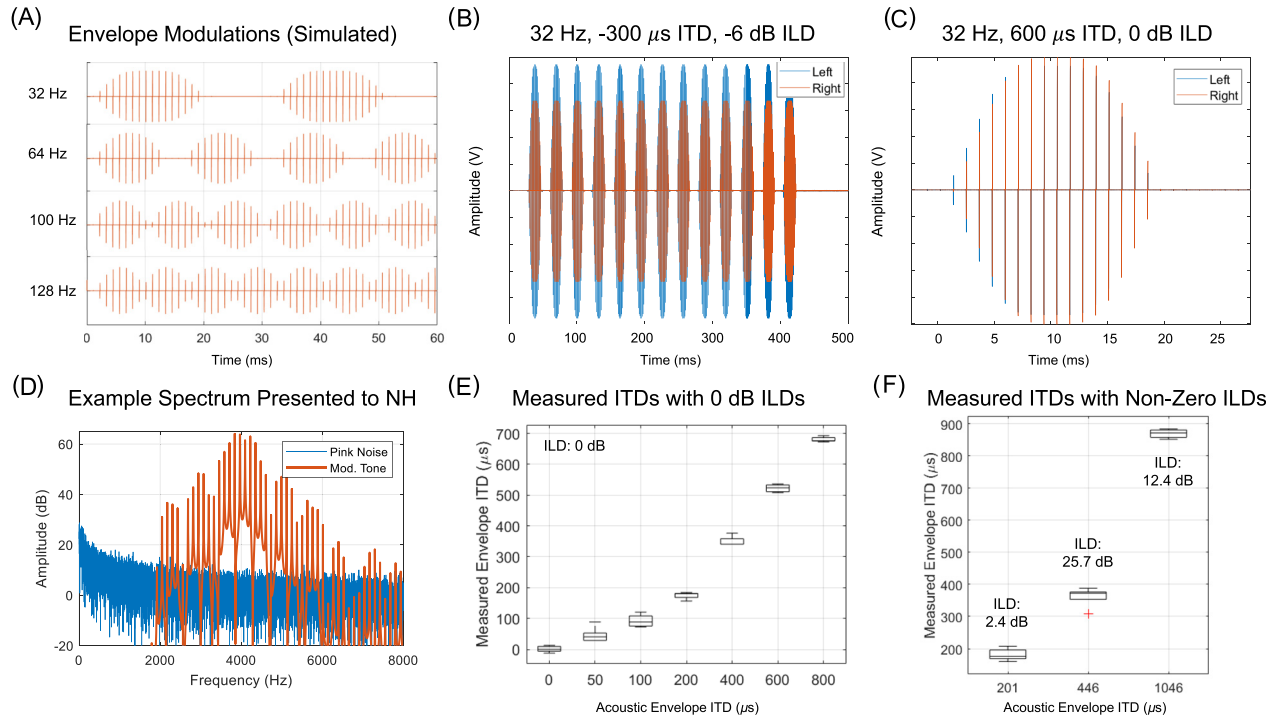 (A)
Envelope Modulations (Simulated)
32 Hz
64 Hz
100 Hz
128 Hz
0 10 20 30 40 50 60
Time (ms)
(B)
32 Hz, -300 μs ITD, -6 dB ILD
Left
Right
Amplitude (V)
0 100 200 300 400 500
Time (ms)
(C)
32 Hz, 600 μs ITD, 0 dB ILD
Left
Right
Amplitude (V)
0 5 10 15 20 25
Time (ms)
(D)
Example Spectrum Presented to NH
Pink Noise
Mod. Tone
Amplitude (dB)
60
40
20
0
-20
0 2000 4000 6000 8000
Frequency (Hz)
(E)
Measured ITDs with 0 dB ILDs
ILD: 0 dB
Measured Envelope ITD (μs)
700
600
500
400
300
200
100
0
0 50 100 200 400 600 800
Acoustic Envelope ITD (μs)
(F)
Measured ITDs with Non-Zero ILDs
Measured Envelope ITD (μs)
900
800
700
600
500
400
300
200
ILD:
2.4 dB
ILD:
25.7 dB
ILD:
12.4 dB
201 446 1046
Acoustic Envelope ITD (μs)